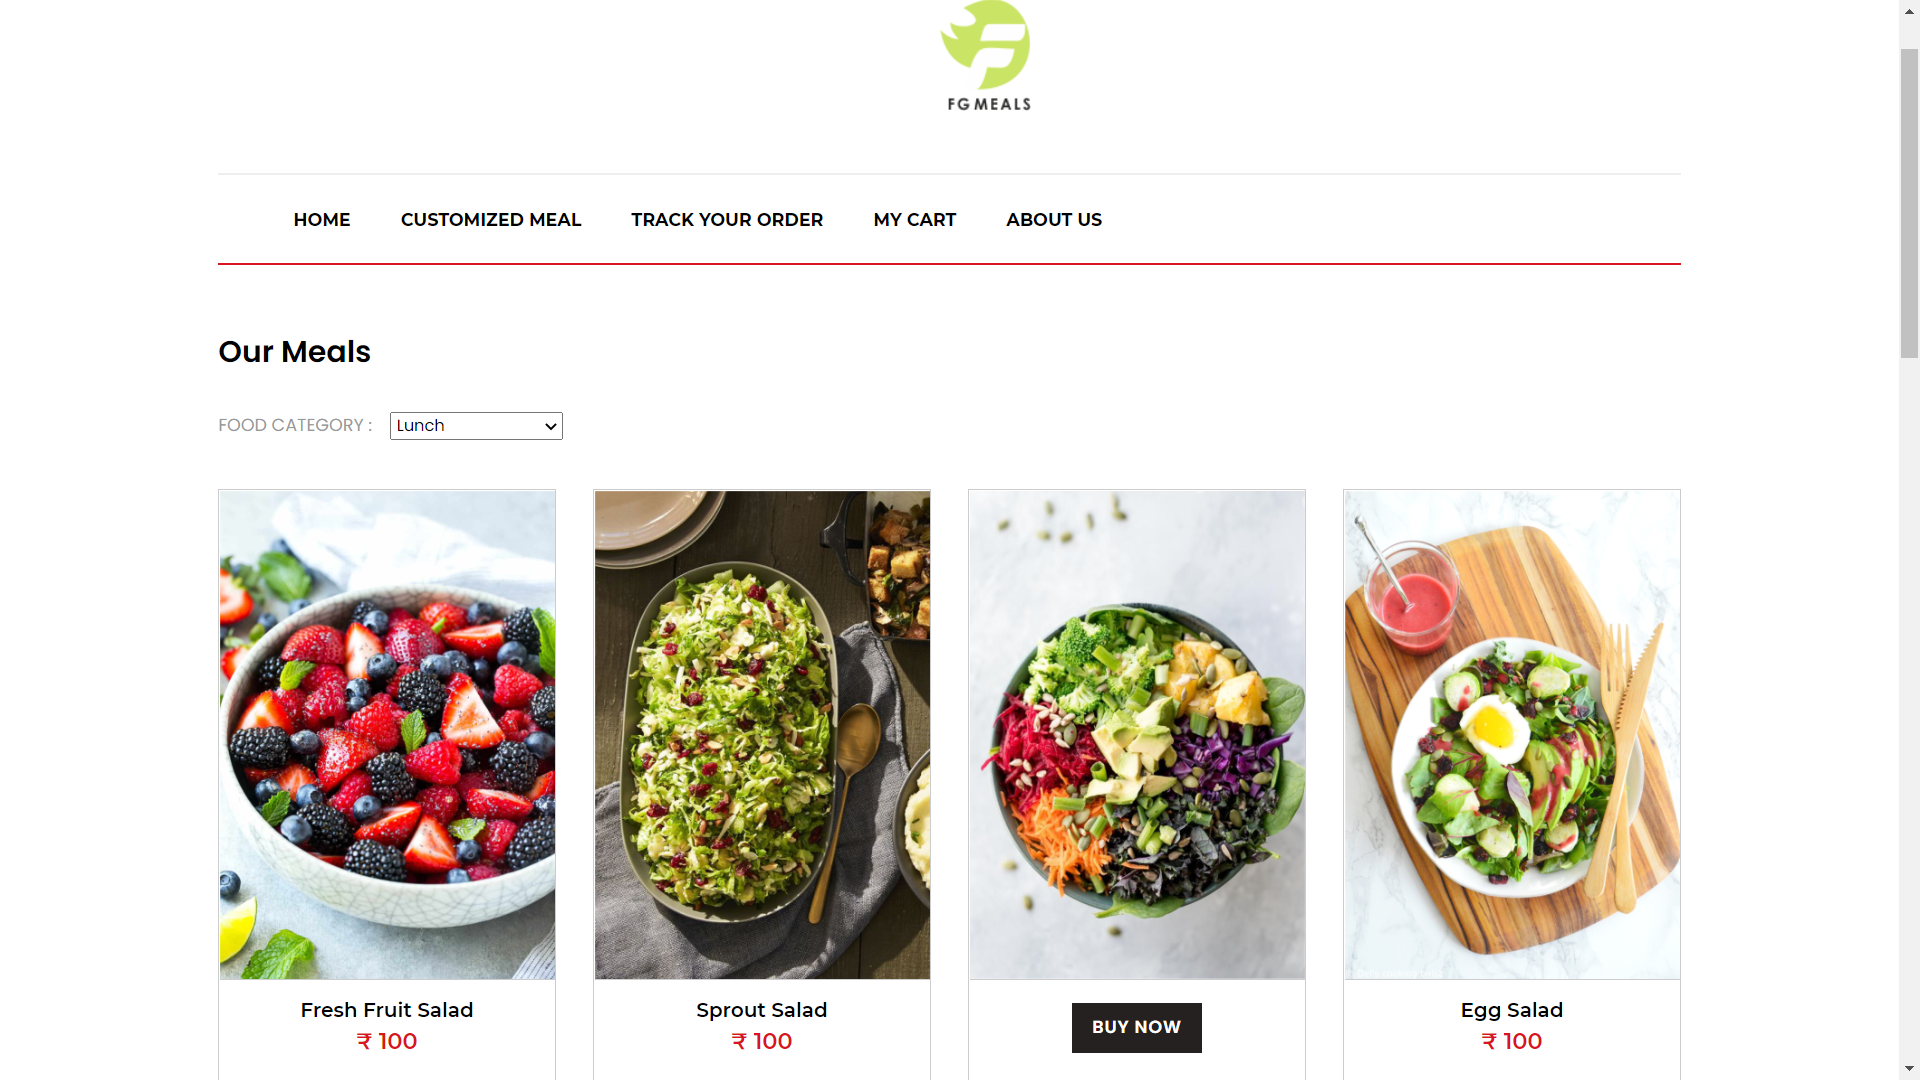 FG MEALS
HOME CUSTOMIZED MEAL TRACK YOUR ORDER MY CART ABOUT US
Our Meals
FOOD CATEGORY : Lunch
Fresh Fruit Salad
₹ 100
Sprout Salad
₹ 100
BUY NOW
Egg Salad
₹ 100